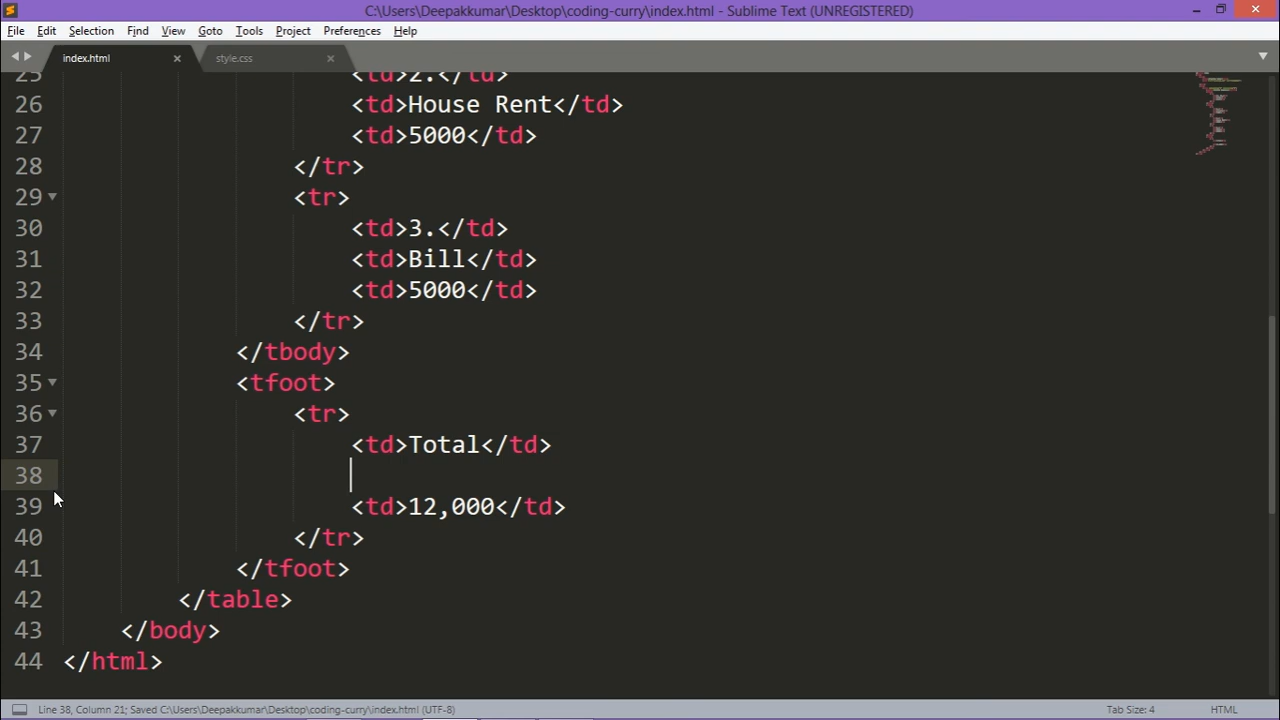 C:\Users\Deepakkumar\Desktop\coding-curry\index.html - Sublime Text (UNREGISTERED)
File Edit Selection Find View Goto Tools Project Preferences Help
index.html style.css
25 <td>2.</td>
26 <td>House Rent</td>
27 <td>5000</td>
28 </tr>
29 <tr>
30 <td>3.</td>
31 <td>Bill</td>
32 <td>5000</td>
33 </tr>
34 </tbody>
35 <tfoot>
36 <tr>
37 <td>Total</td>
38
39 <td>12,000</td>
40 </tr>
41 </tfoot>
42 </table>
43 </body>
44 </html>
Line 38, Column 21; Saved C:\Users\Deepakkumar\Desktop\coding-curry\index.html (UTF-8) Tab Size: 4 HTML